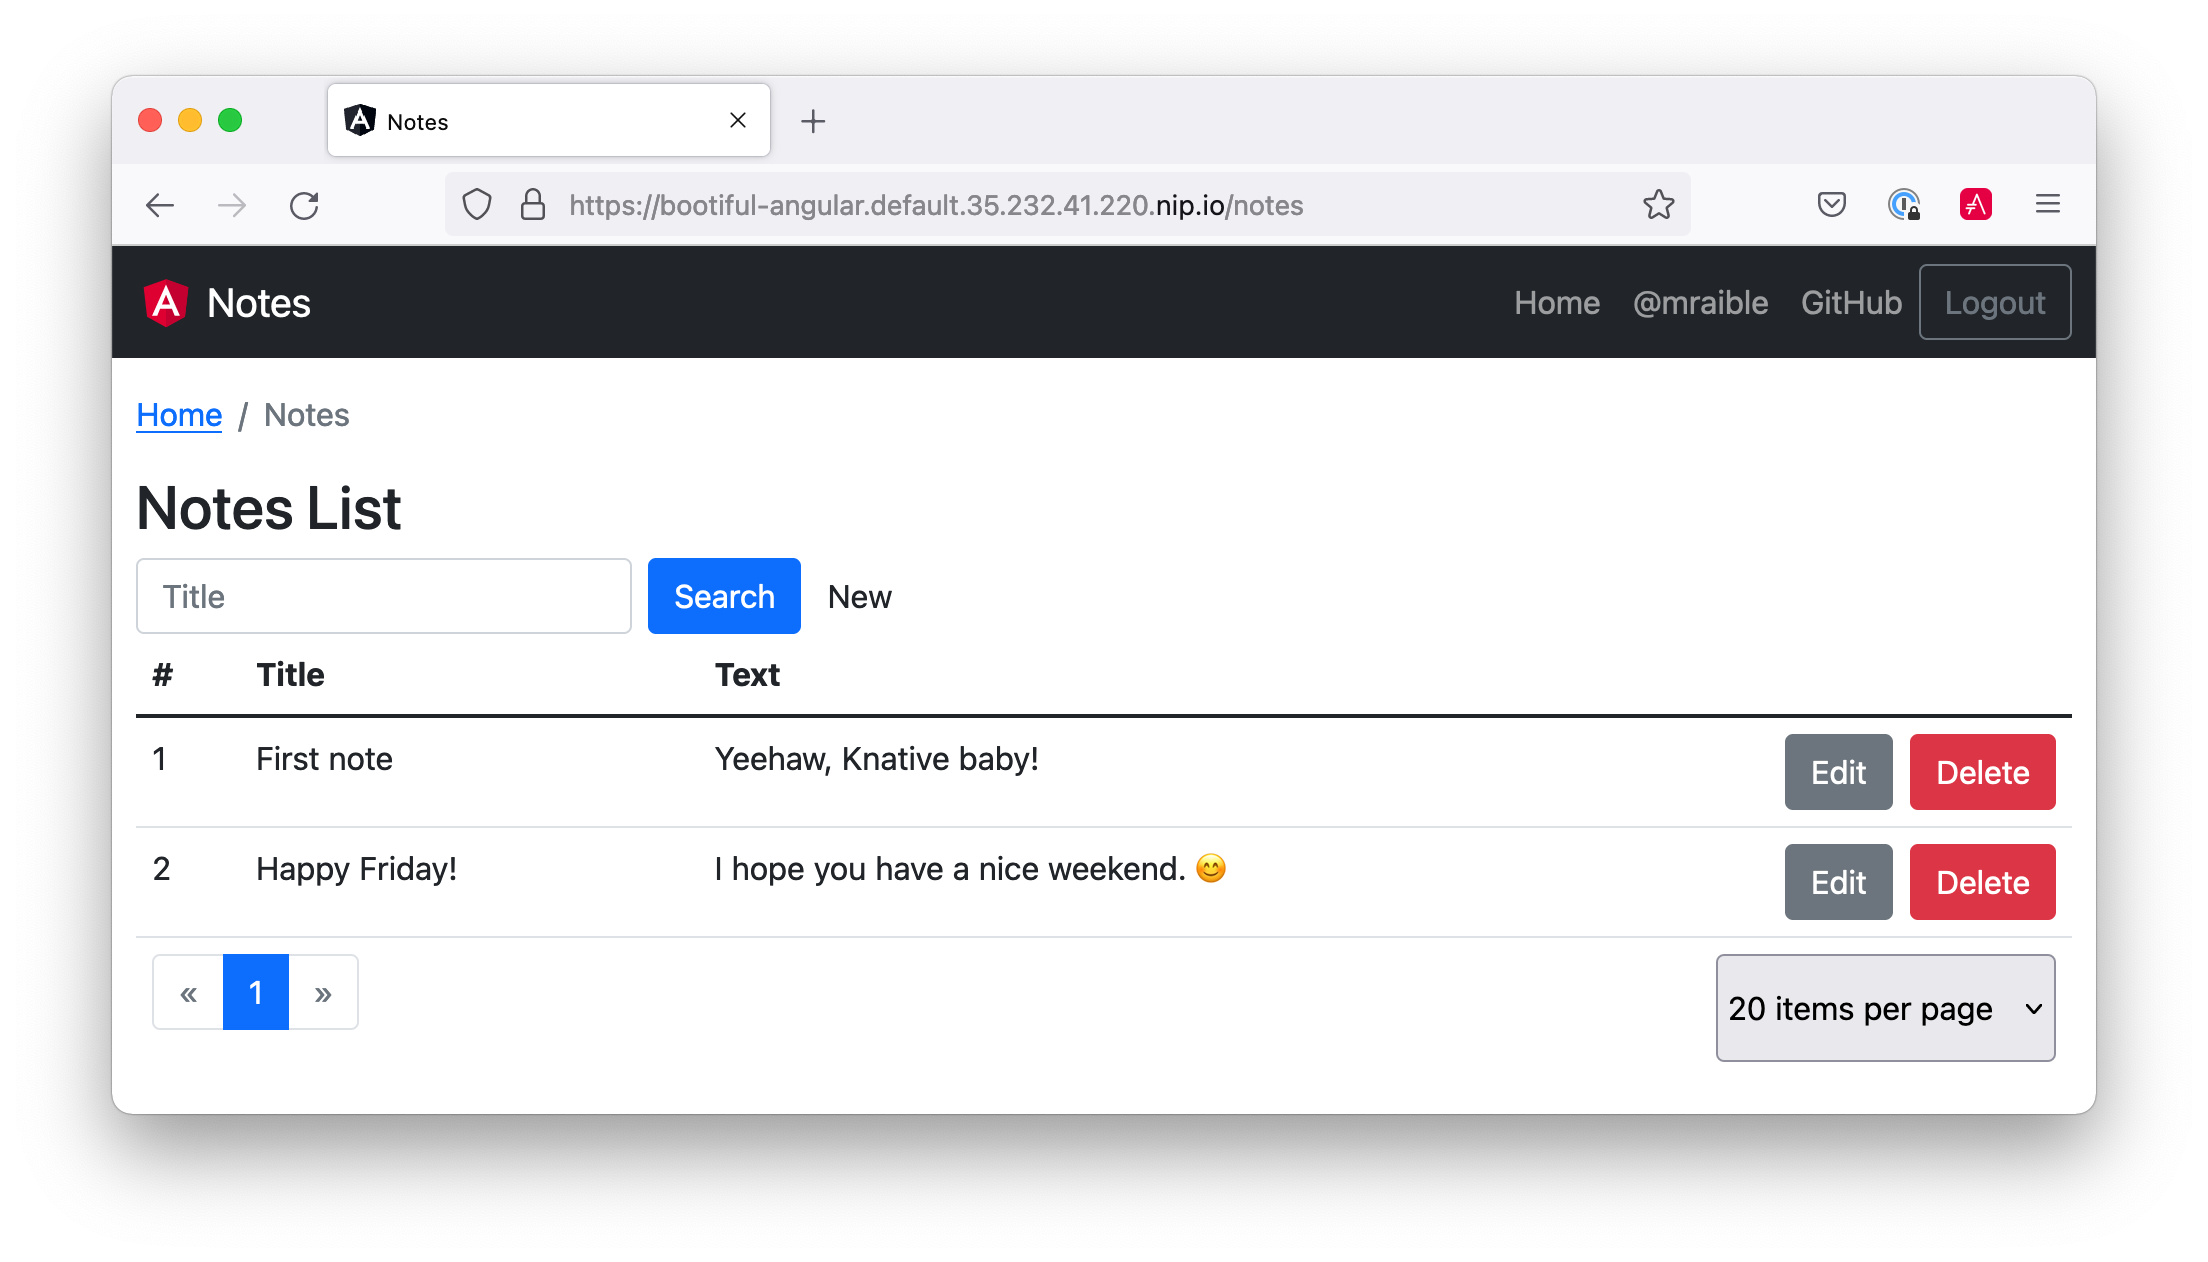 Notes
https://bootiful-angular.default.35.232.41.220.nip.io/notes
Notes Home @mraible GitHub Logout
Home / Notes
Notes List
Title Search New
# Title Text
1 First note Yeehaw, Knative baby! Edit Delete
2 Happy Friday! I hope you have a nice weekend. 😊 Edit Delete
« 1 » 20 items per page